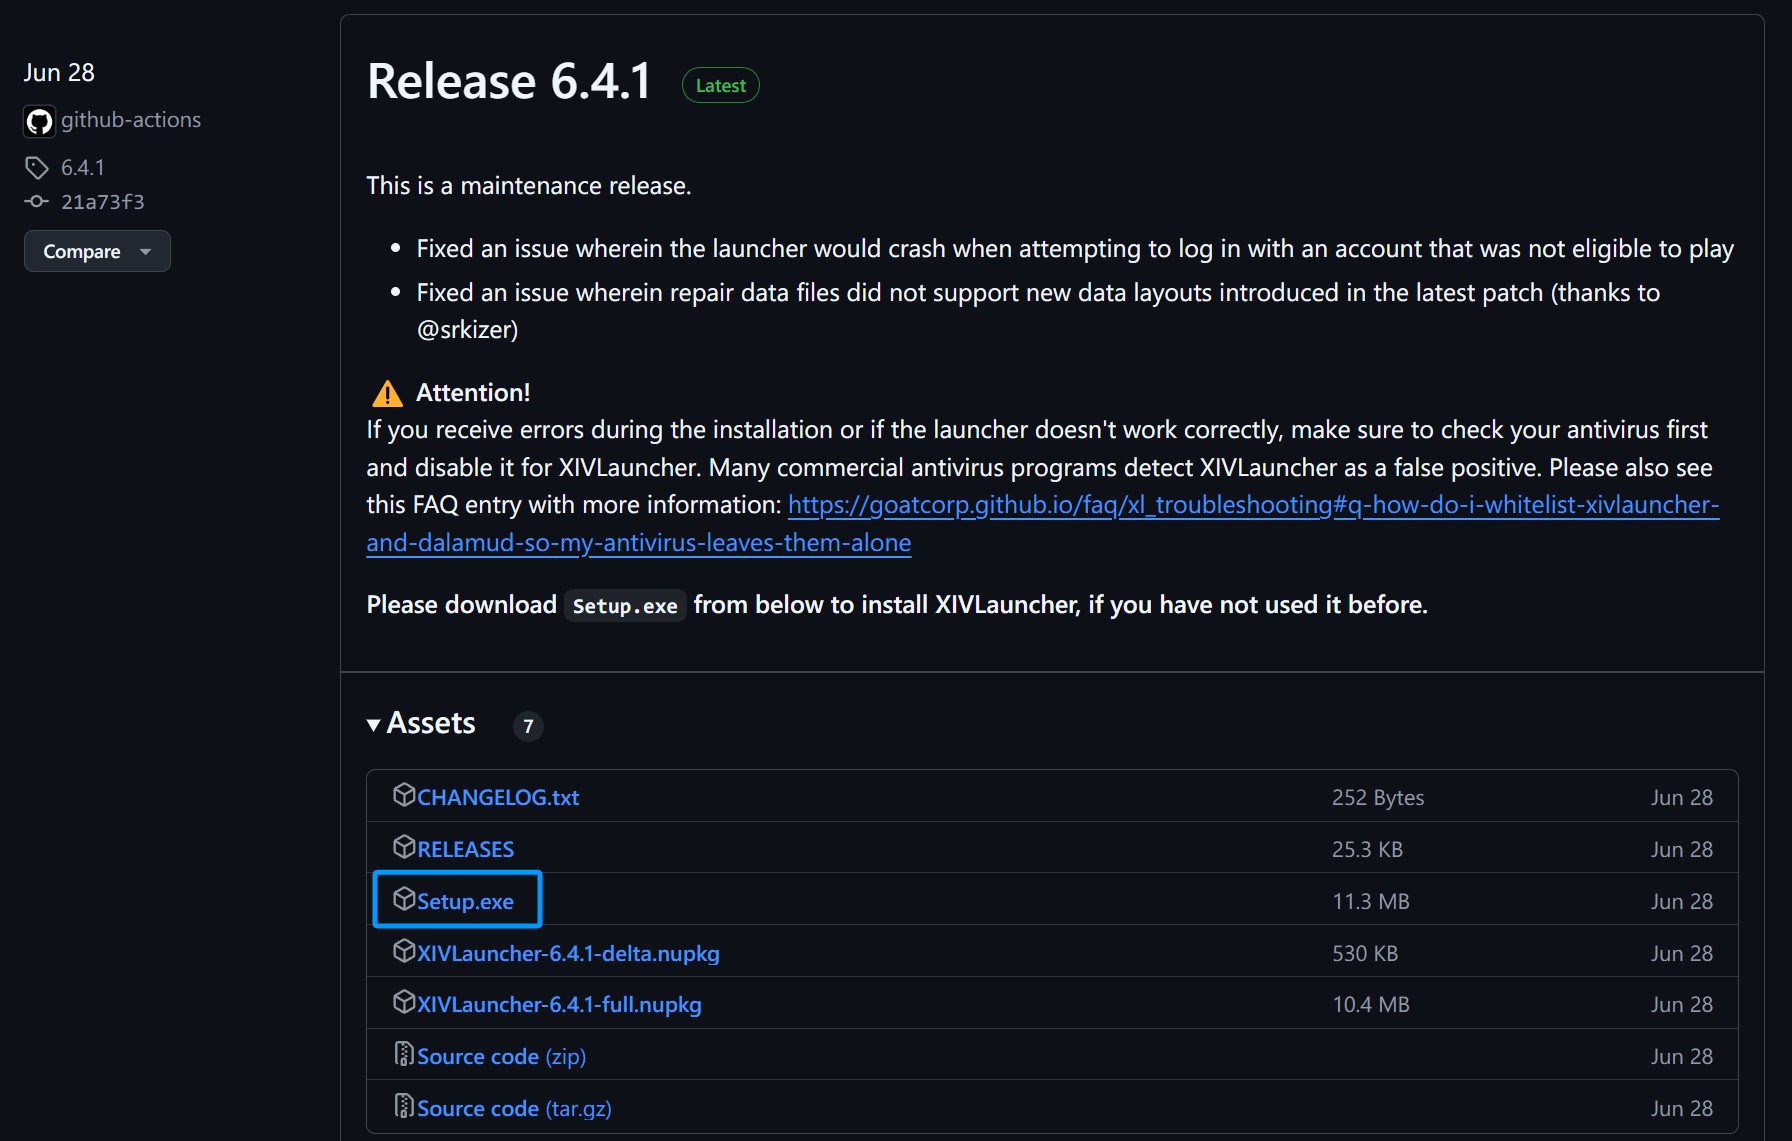 Jun 28
github-actions
6.4.1
21a73f3
Compare
Release 6.4.1 Latest
This is a maintenance release.
• Fixed an issue wherein the launcher would crash when attempting to log in with an account that was not eligible to play
• Fixed an issue wherein repair data files did not support new data layouts introduced in the latest patch (thanks to
@srkizer)
Attention!
If you receive errors during the installation or if the launcher doesn't work correctly, make sure to check your antivirus first
and disable it for XIVLauncher. Many commercial antivirus programs detect XIVLauncher as a false positive. Please also see
this FAQ entry with more information: https://goatcorp.github.io/faq/xl_troubleshooting#q-how-do-i-whitelist-xivlauncher-
and-dalamud-so-my-antivirus-leaves-them-alone
Please download Setup.exe from below to install XIVLauncher, if you have not used it before.
Assets 7
CHANGELOG.txt 252 Bytes Jun 28
RELEASES 25.3 KB Jun 28
Setup.exe 11.3 MB Jun 28
XIVLauncher-6.4.1-delta.nupkg 530 KB Jun 28
XIVLauncher-6.4.1-full.nupkg 10.4 MB Jun 28
Source code (zip) Jun 28
Source code (tar.gz) Jun 28